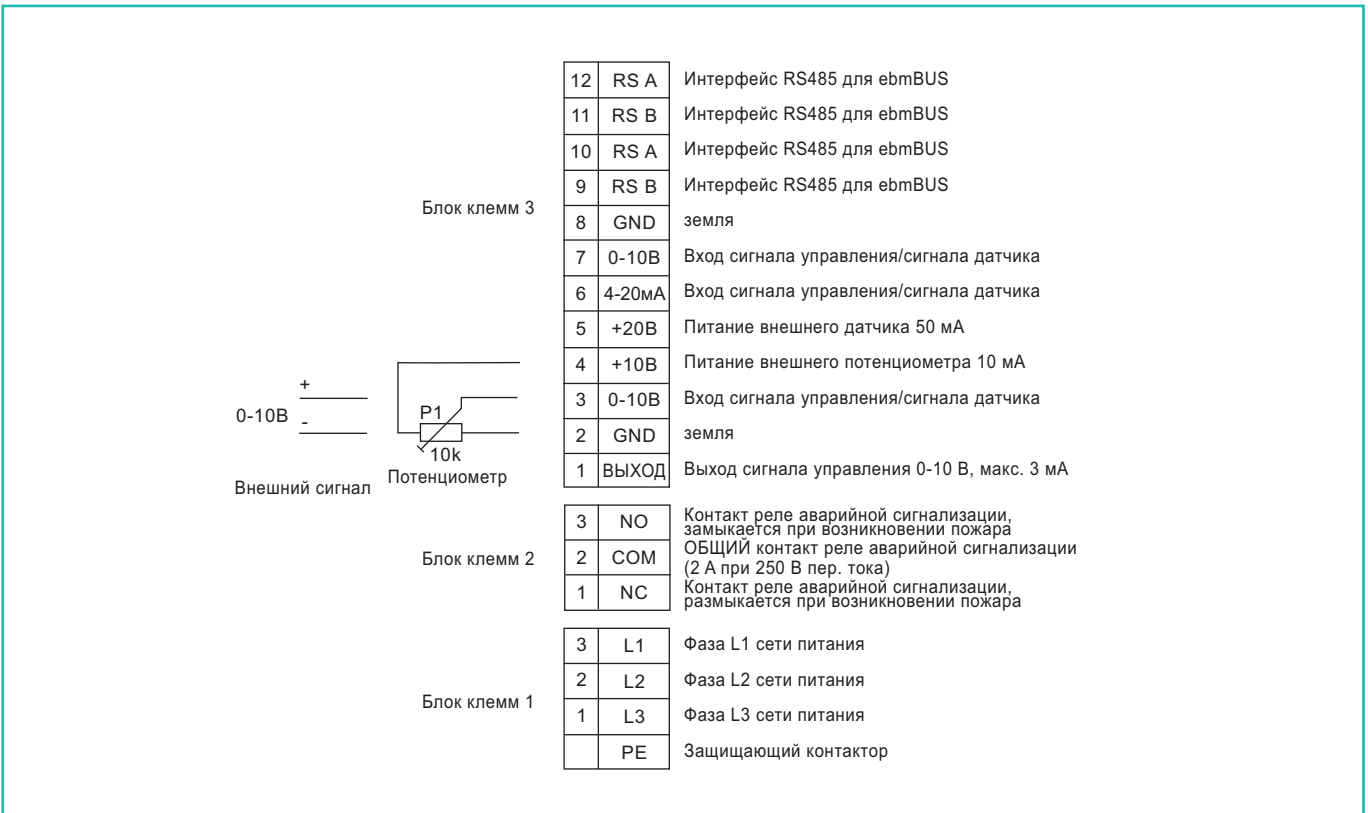 12 RS A Интерфейс RS485 для ebmBUS
11 RS B Интерфейс RS485 для ebmBUS
10 RS A Интерфейс RS485 для ebmBUS
9 RS B Интерфейс RS485 для ebmBUS
Блок клемм 3
8 GND земля
7 0-10В Вход сигнала управления/сигнала датчика
6 4-20мА Вход сигнала управления/сигнала датчика
5 +20В Питание внешнего датчика 50 мА
4 +10В Питание внешнего потенциометра 10 мА
3 0-10В Вход сигнала управления/сигнала датчика
2 GND земля
1 ВЫХОД Выход сигнала управления 0-10 В, макс. 3 мА
+
0-10В
-
Внешний сигнал
P1
10k
Потенциометр
3 NO Контакт реле аварийной сигнализации,
замыкается при возникновении пожара
Блок клемм 2
2 COM ОБЩИЙ контакт реле аварийной сигнализации
(2 А при 250 В пер. тока)
1 NC Контакт реле аварийной сигнализации,
размыкается при возникновении пожара
3 L1 Фаза L1 сети питания
2 L2 Фаза L2 сети питания
Блок клемм 1
1 L3 Фаза L3 сети питания
PE Защищающий контактор